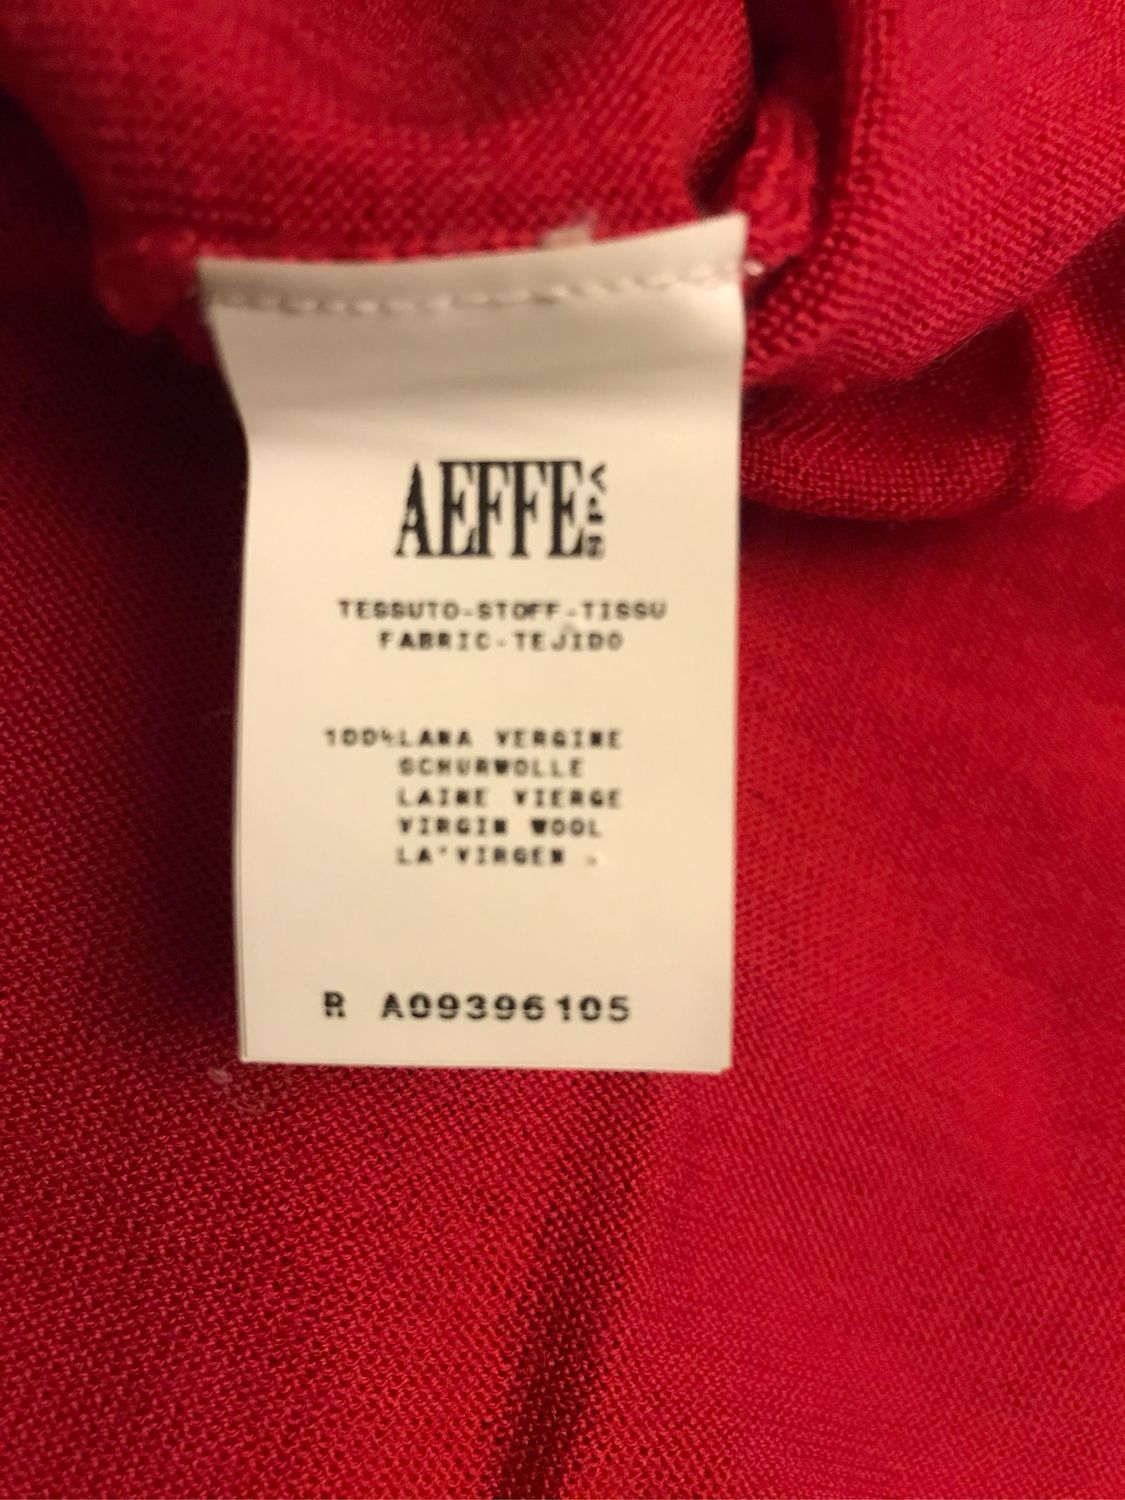 AEFFE SPA
TESSUTO-STOFF-TISSU
FABRIC-TEJIDO
100%LANA VERGINE
SCHURWOLLE
LAINE VIERGE
VIRGIN WOOL
LA'VIRGEN
R A09396105